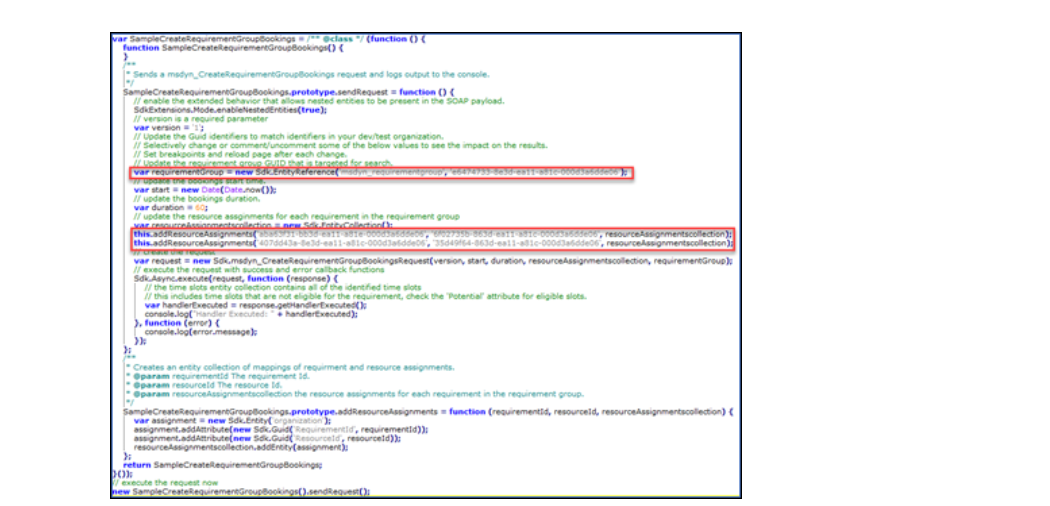 var SampleCreateRequirementGroupBookings = /** @class */ (function () {
function SampleCreateRequirementGroupBookings() {
}
/**
* Sends a msdyn_CreateRequirementGroupBookings request and logs output to the console.
*/
SampleCreateRequirementGroupBookings.prototype.sendRequest = function () {
// enable the extended behavior that allows nested entities to be present in the SOAP payload.
SdkExtensions.Mode.enableNestedEntities(true);
// version is a required parameter
var version = '1';
// Update the Guid identifiers to match identifiers in your dev/test organization.
// Selectively change or comment/uncomment some of the below values to see the impact on the results.
// Set breakpoints and reload page after each change.
// Update the requirement group GUID that is targeted for search.
var requirementGroup = new Sdk.EntityReference('msdyn_requirementgroup', 'e6474733-8e3d-ea11-a81c-000d3a6dde06');
// update the bookings start time.
var start = new Date(Date.now());
// update the bookings duration.
var duration = 60;
// update the resource assignments for each requirement in the requirement group
var resourceAssignmentscollection = new Sdk.EntityCollection();
this.addResourceAssignments( , resourceAssignmentscollection);
this.addResourceAssignments('407dd43a-8e3d-ea11-a81c-000d3a6dde06', '35d49f64-863d-ea11-a81c-000d3a6dde06', resourceAssignmentscollection);
// create the request
var request = new Sdk.msdyn_CreateRequirementGroupBookingsRequest(version, start, duration, resourceAssignmentscollection, requirementGroup);
// execute the request with success and error callback functions
Sdk.Async.execute(request, function (response) {
// the time slots entity collection contains all of the identified time slots
// this includes time slots that are not eligible for the requirement, check the 'Potential' attribute for eligible slots.
var handlerExecuted = response.getHandlerExecuted();
console.log("Handler Executed: " + handlerExecuted);
}, function (error) {
console.log(error.message);
});
};
/**
* Creates an entity collection of mappings of requirment and resource assignments.
* @param requirementId The requirement Id.
* @param resourceId The resource Id.
* @param resourceAssignmentscollection the resource assignments for each requirement in the requirement group.
*/
SampleCreateRequirementGroupBookings.prototype.addResourceAssignments = function (requirementId, resourceId, resourceAssignmentscollection) {
var assignment = new Sdk.Entity('organization');
assignment.addAttribute(new Sdk.Guid('RequirementId', requirementId));
assignment.addAttribute(new Sdk.Guid('ResourceId', resourceId));
resourceAssignmentscollection.addEntity(assignment);
};
return SampleCreateRequirementGroupBookings;
}());
// execute the request now
new SampleCreateRequirementGroupBookings().sendRequest();